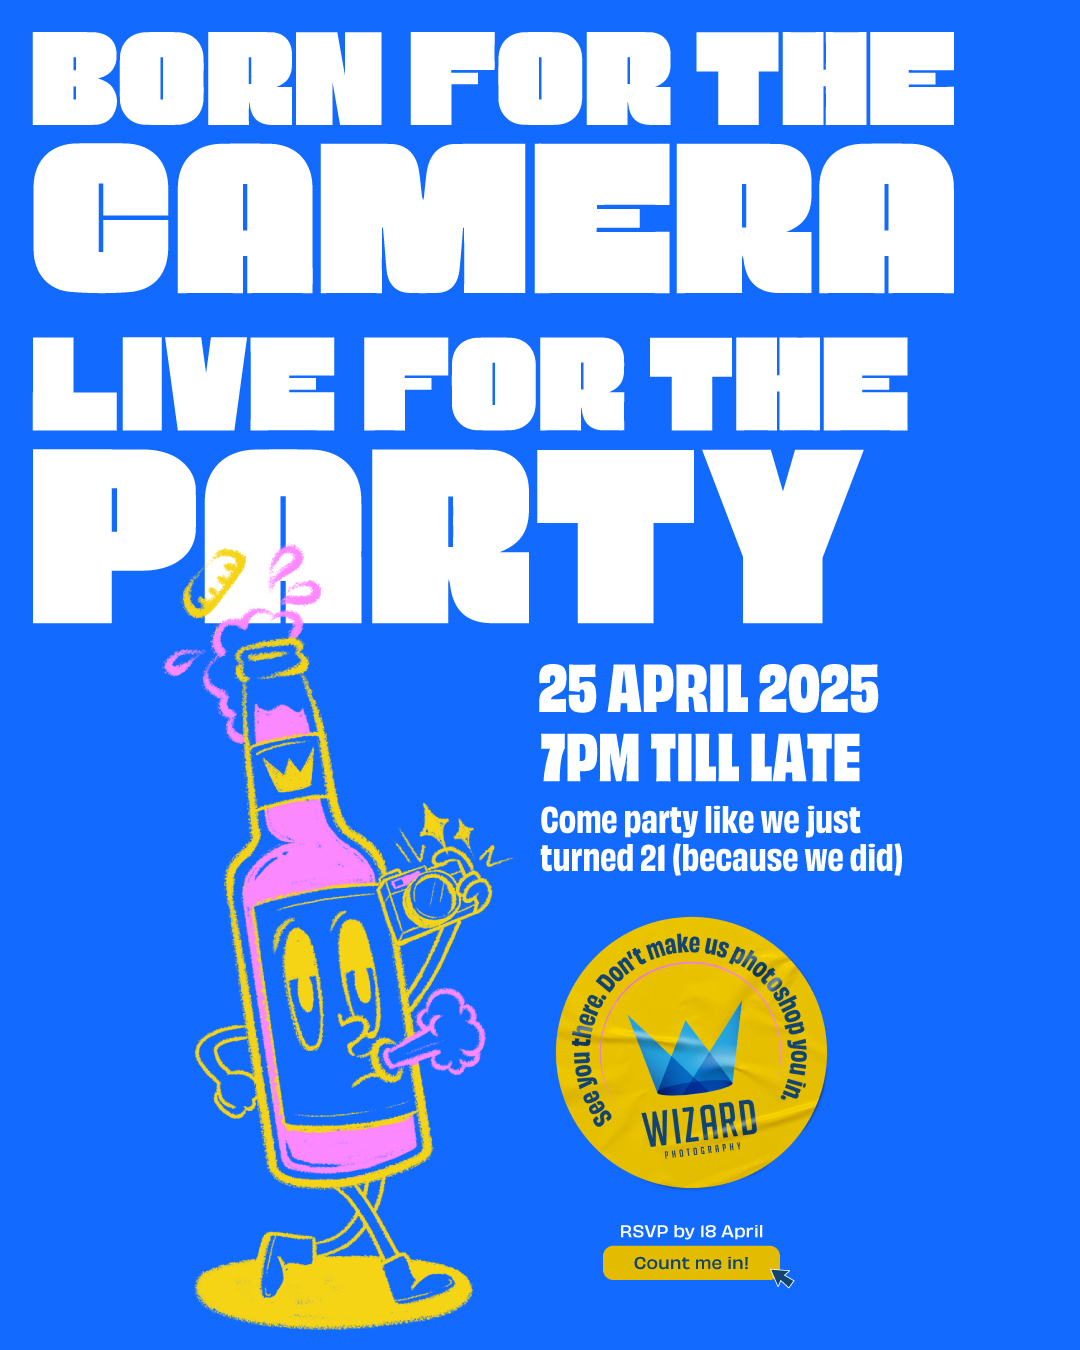 BORN FOR THE
CAMERA
LIVE FOR THE
PARTY
25 APRIL 2025
7PM TILL LATE
Come party like we just
turned 21 (because we did)
See you there. Don't make us photoshop you in.
WIZARD
PHOTOGRAPHY
RSVP by 18 April
Count me in!